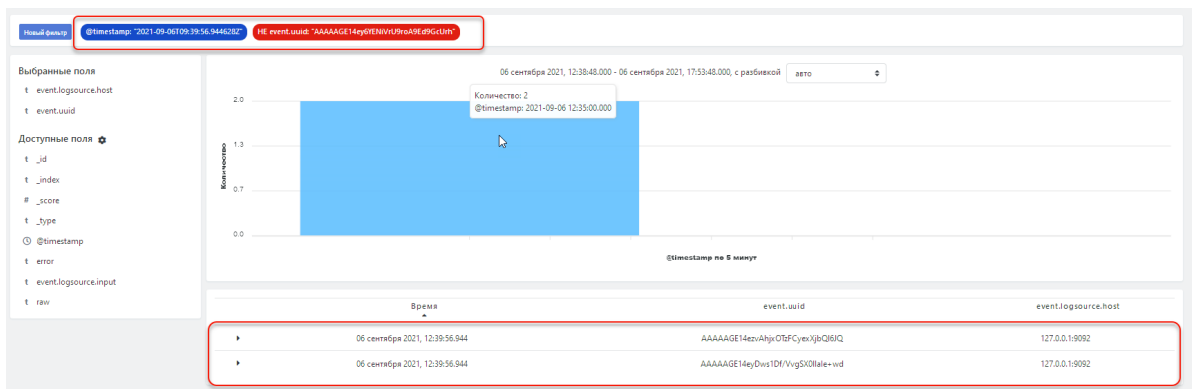 Новый фильтр @timestamp: "2021-09-06T09:39:56.944628Z" НЕ event.uuid: "AAAAAGE14ey6YENiVrU9roA9Ed9GcUrh"
Выбранные поля
t event.logsource.host
t event.uuid
Доступные поля
t _id
t _index
# _score
t _type
@timestamp
t error
t event.logsource.input
t raw
06 сентября 2021, 12:38:48.000 - 06 сентября 2021, 17:53:48.000, с разбивкой авто
Количество: 2
@timestamp: 2021-09-06 12:35:00.000
2.0
1.3
0.7
0.0
Количество
@timestamp по 5 минут
Время event.uuid event.logsource.host
06 сентября 2021, 12:39:56.944 AAAAAGE14ezvAhjxOTzFCyexXjbQI6JQ 127.0.0.1:9092
06 сентября 2021, 12:39:56.944 AAAAAGE14eyDws1Df/VvgSX0Ilale+wd 127.0.0.1:9092